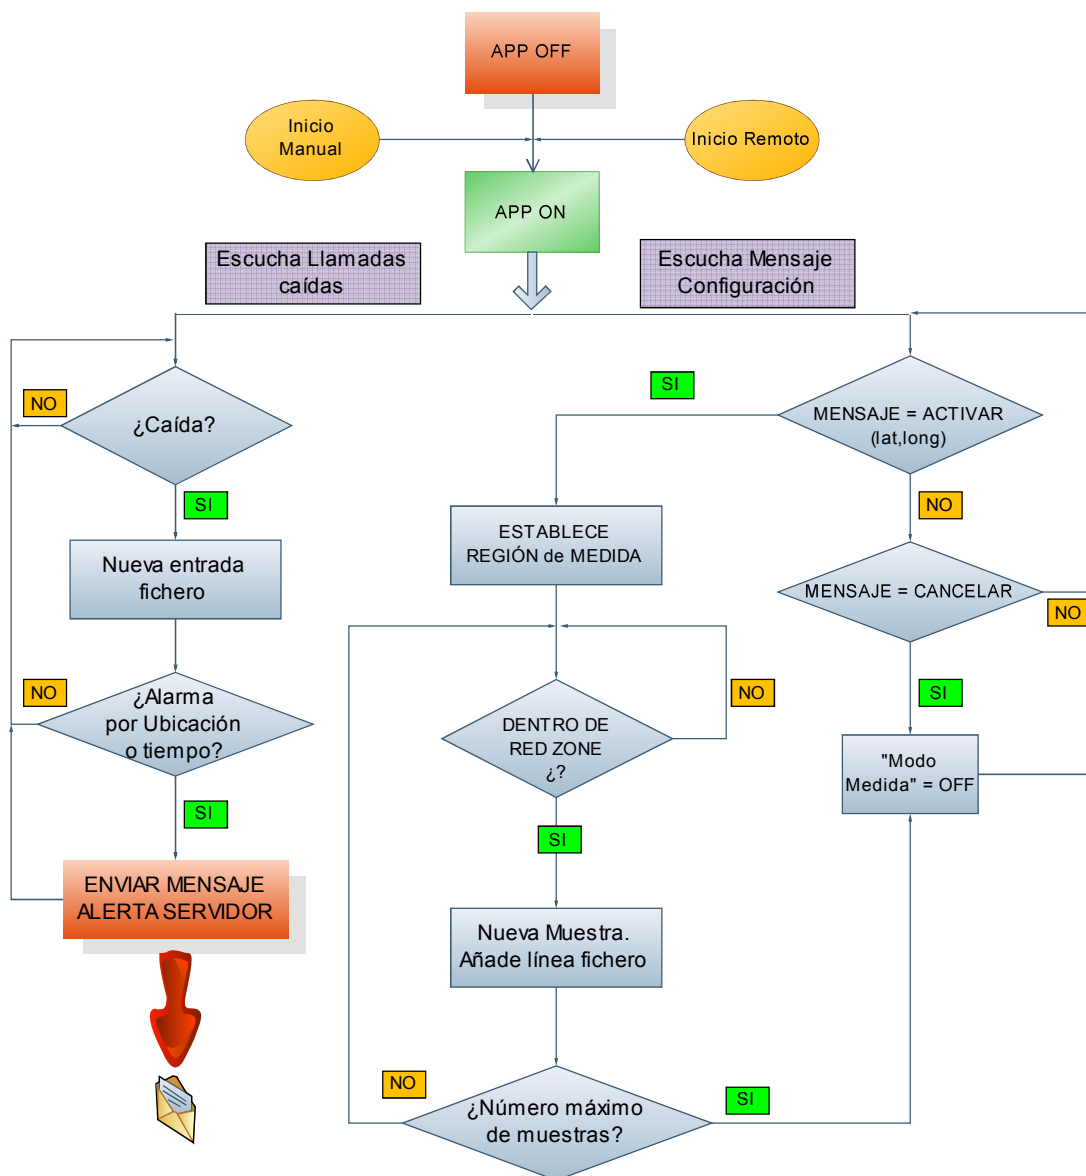 APP OFF
Inicio
Manual
Inicio Remoto
APP ON
Escucha Llamadas
caídas
Escucha Mensaje
Configuración
SI
NO
¿Caída?
MENSAJE = ACTIVAR
(lat,long)
SI
NO
ESTABLECE
REGIÓN de MEDIDA
Nueva entrada
fichero
MENSAJE = CANCELAR
NO
NO
¿Alarma
por Ubicación
o tiempo?
NO
SI
DENTRO DE
RED ZONE
¿?
"Modo
Medida" = OFF
SI
SI
ENVIAR MENSAJE
ALERTA SERVIDOR
Nueva Muestra.
Añade línea fichero
NO
SI
¿Número máximo
de muestras?